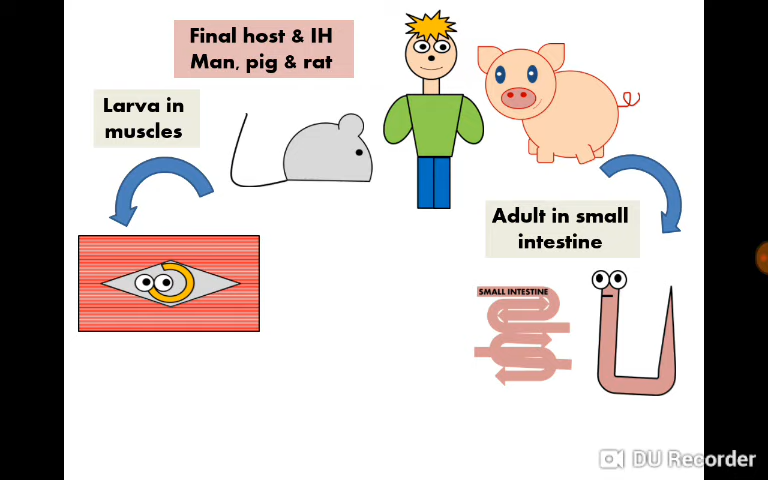 Final host & IH
Man, pig & rat
Larva in
muscles
Adult in small
intestine
SMALL INTESTINE
DU Recorder